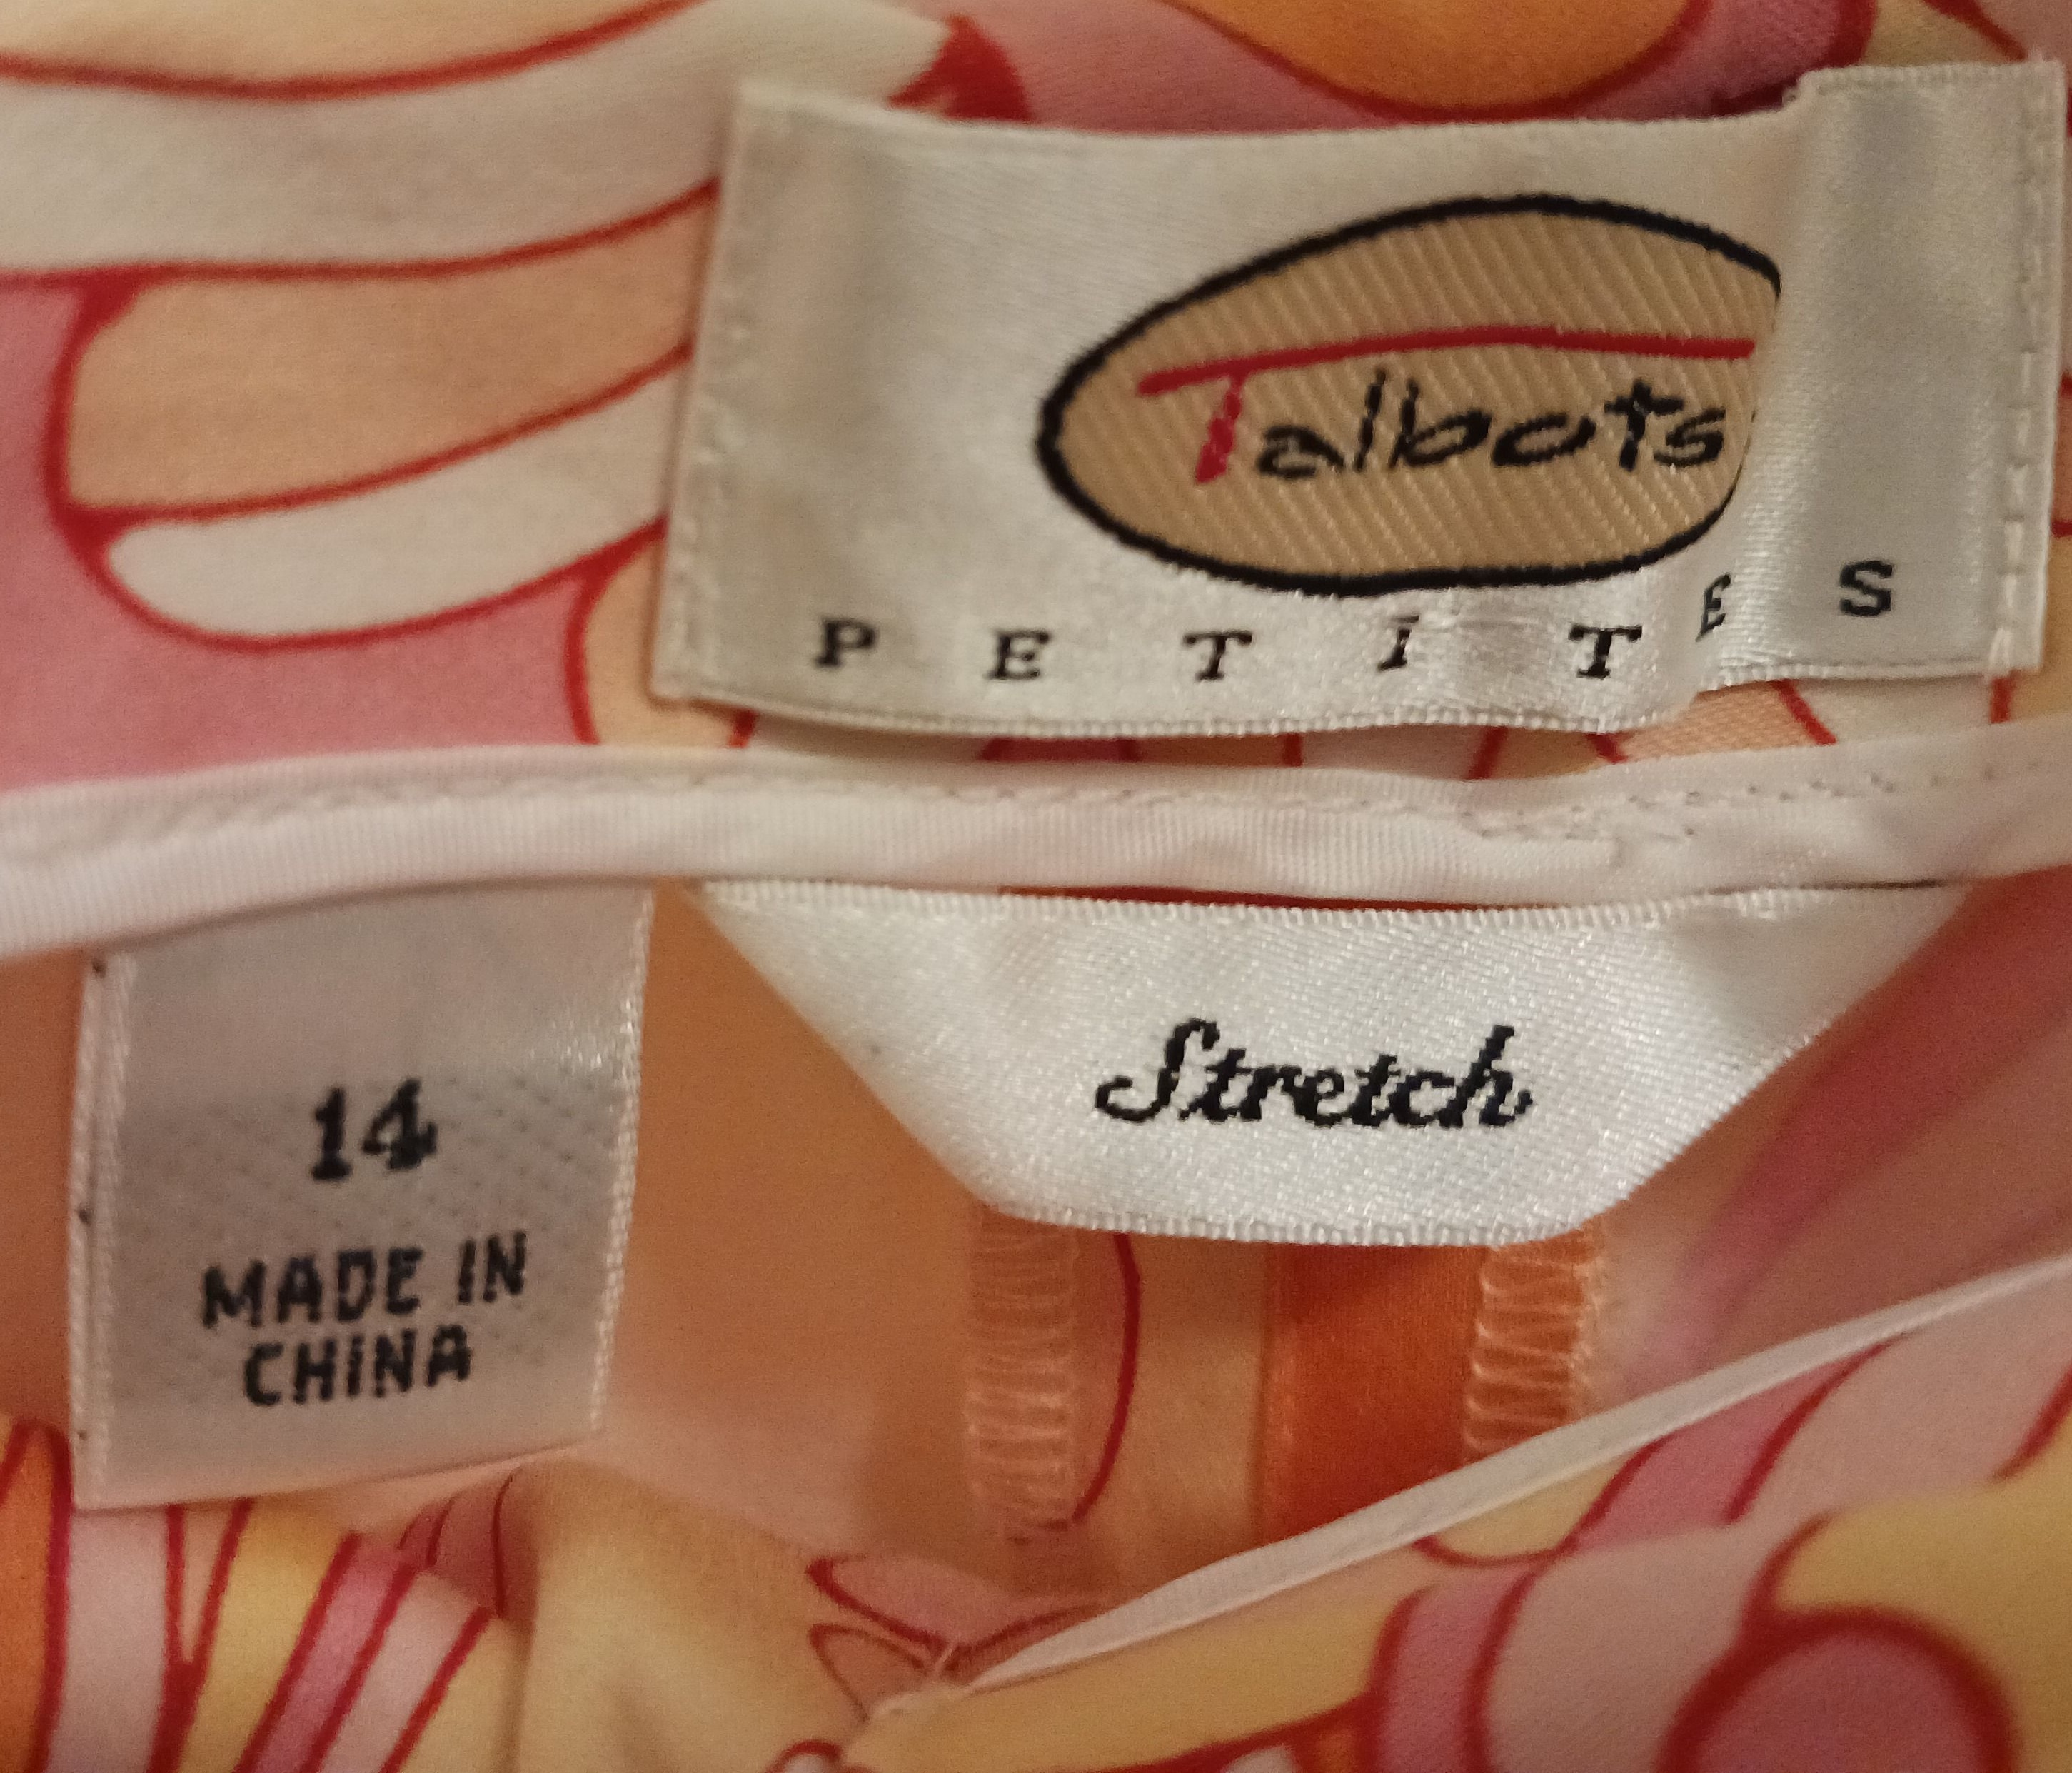 Talbots
PETITES
Stretch
14
MADE IN
CHINA